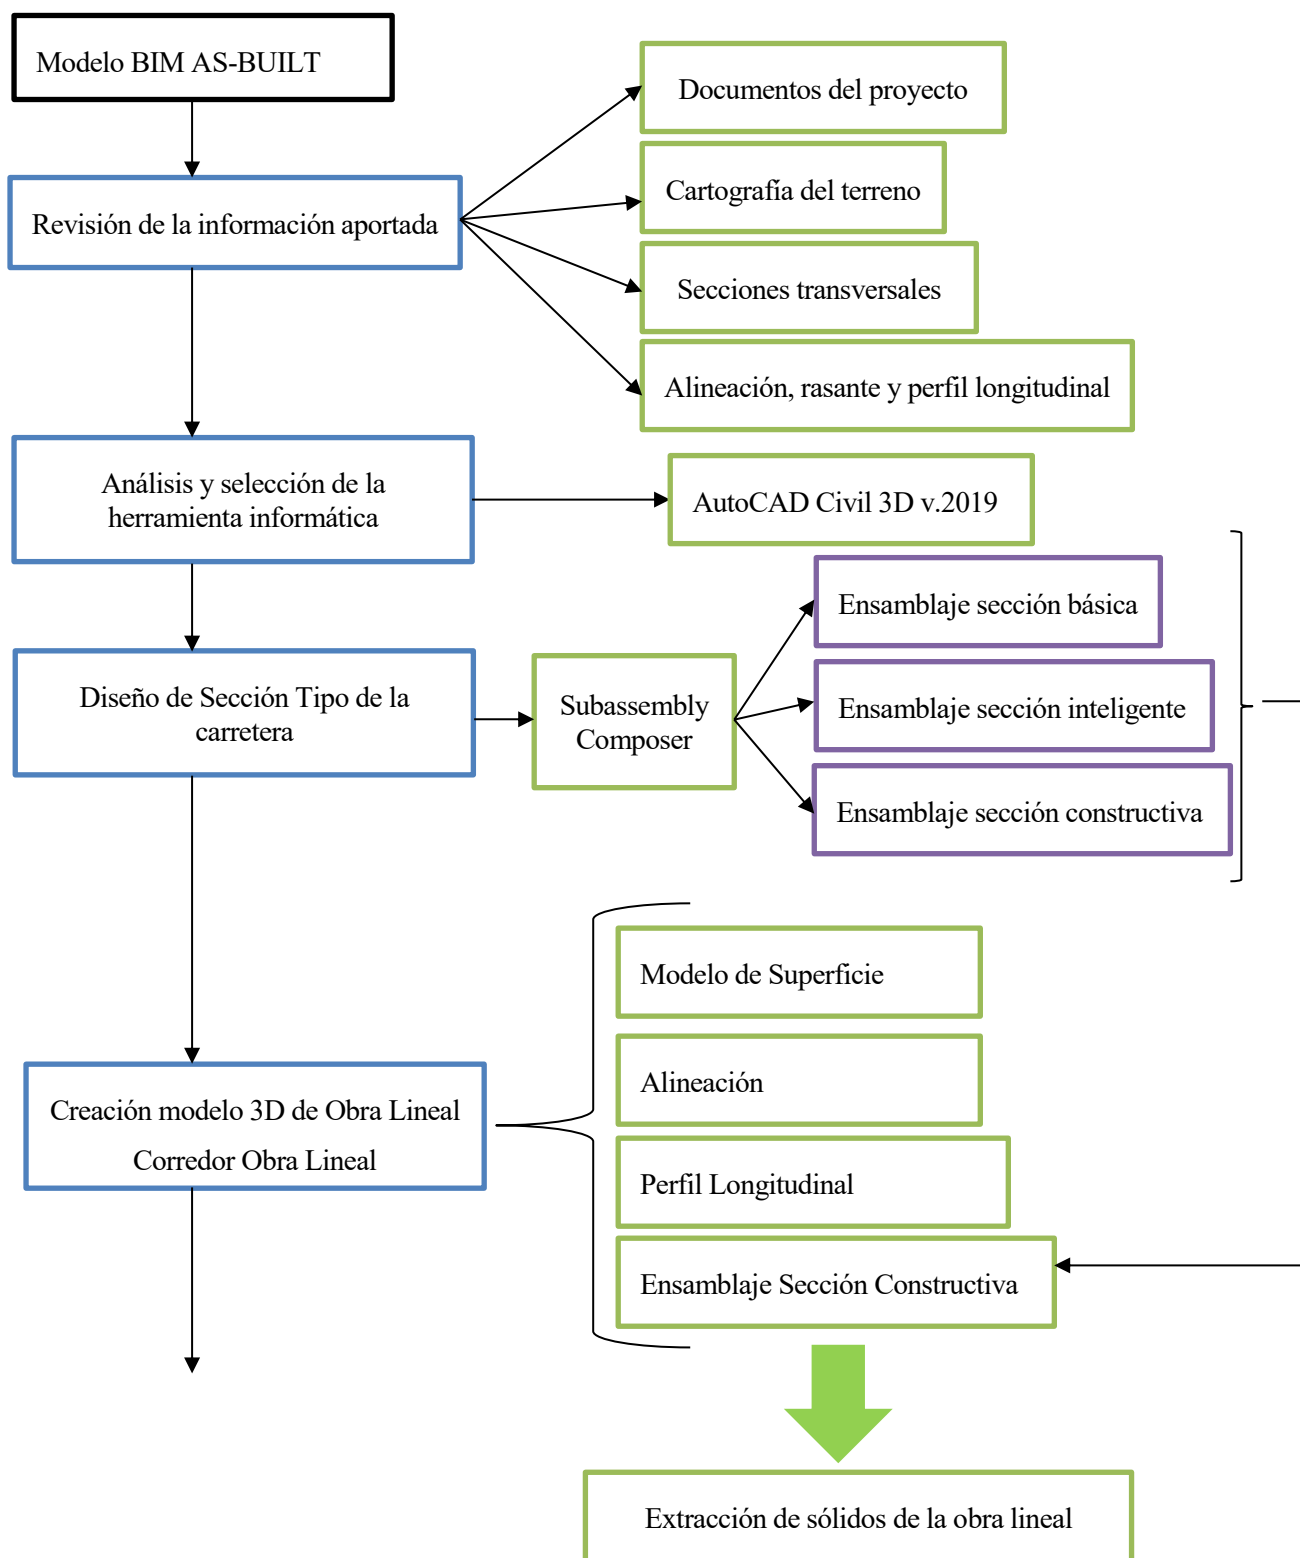 Modelo BIM AS-BUILT
Documentos del proyecto
Cartografía del terreno
Revisión de la información aportada
Secciones transversales
Alineación, rasante y perfil longitudinal
Análisis y selección de la
herramienta informática
AutoCAD Civil 3D v.2019
Ensamblaje sección básica
Diseño de Sección Tipo de la
carretera
Subassembly
Composer
Ensamblaje sección inteligente
Ensamblaje sección constructiva
Modelo de Superficie
Alineación
Creación modelo 3D de Obra Lineal
Corredor Obra Lineal
Perfil Longitudinal
Ensamblaje Sección Constructiva
Extracción de sólidos de la obra lineal